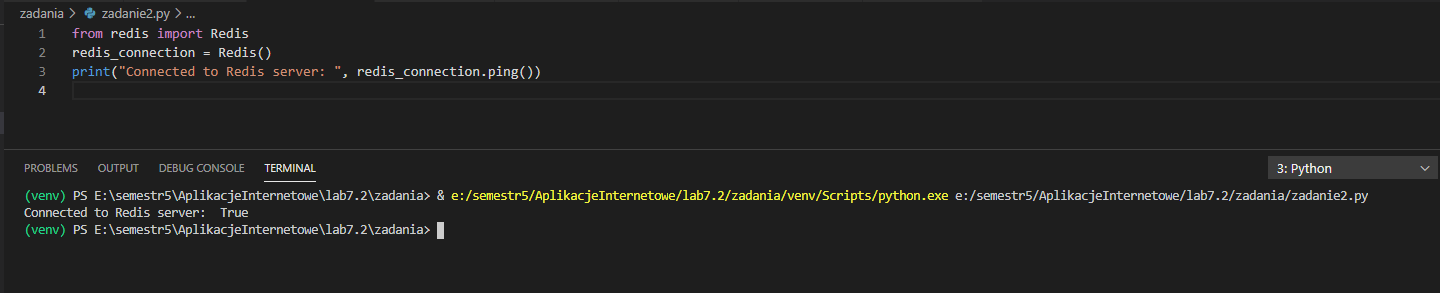 zadania > zadanie2.py > ...
1 from redis import Redis
2 redis_connection = Redis()
3 print("Connected to Redis server: ", redis_connection.ping())
4
PROBLEMS OUTPUT DEBUG CONSOLE TERMINAL 3: Python
(venv) PS E:\semestr5\AplikacjeInternetowe\lab7.2\zadania> & e:/semestr5/AplikacjeInternetowe/lab7.2/zadania/venv/Scripts/python.exe e:/semestr5/AplikacjeInternetowe/lab7.2/zadania/zadanie2.py
Connected to Redis server:  True
(venv) PS E:\semestr5\AplikacjeInternetowe\lab7.2\zadania>